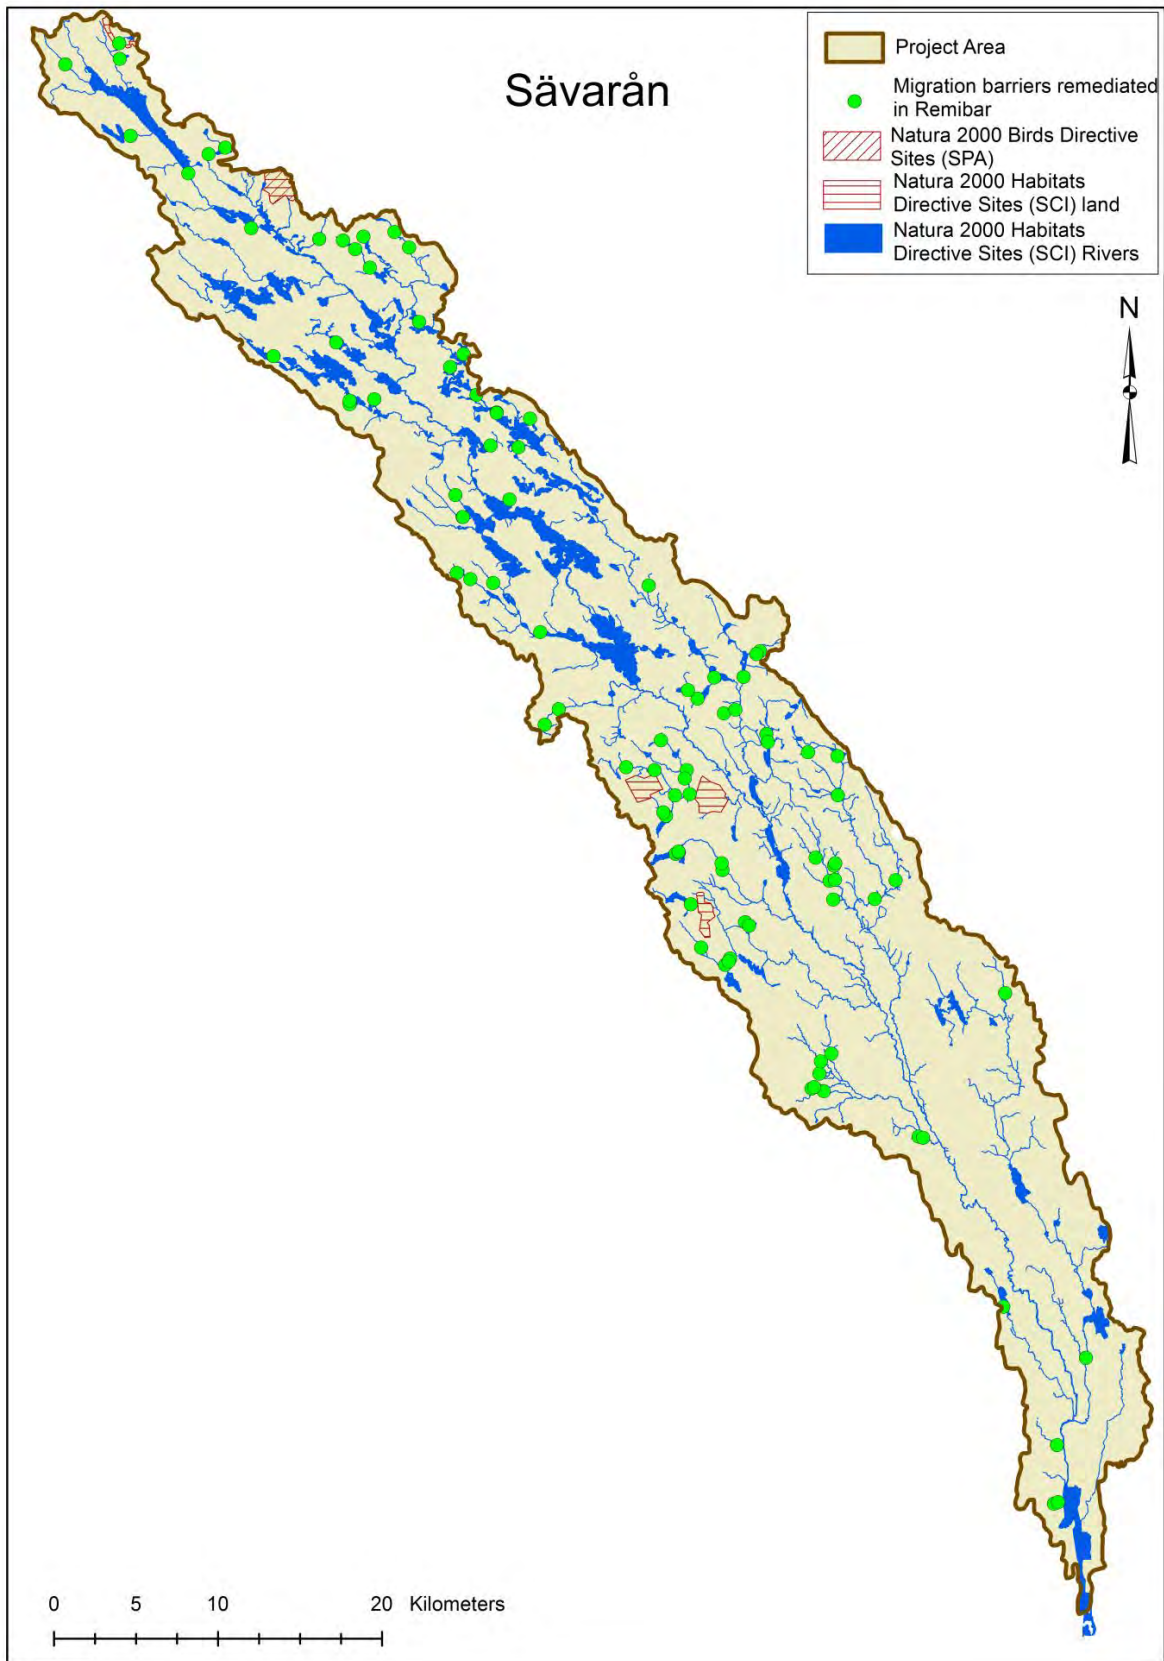 Sävarån
Project Area
Migration barriers remediated
in Remibar
Natura 2000 Birds Directive
Sites (SPA)
Natura 2000 Habitats
Directive Sites (SCI) land
Natura 2000 Habitats
Directive Sites (SCI) Rivers
N
0 5 10 20 Kilometers